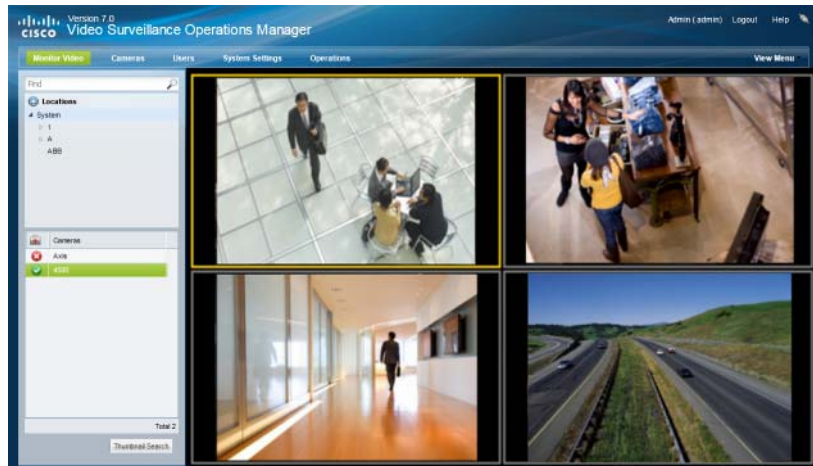 Version 7.0
CISCO Video Surveillance Operations Manager
Admin ( admin) Logout Help
Monitor Video Cameras Users System Settings Operations View Menu
Find
Locations
System
1
A
ABB
Cameras
Axis
4500
Total 2
Thumbnail Search